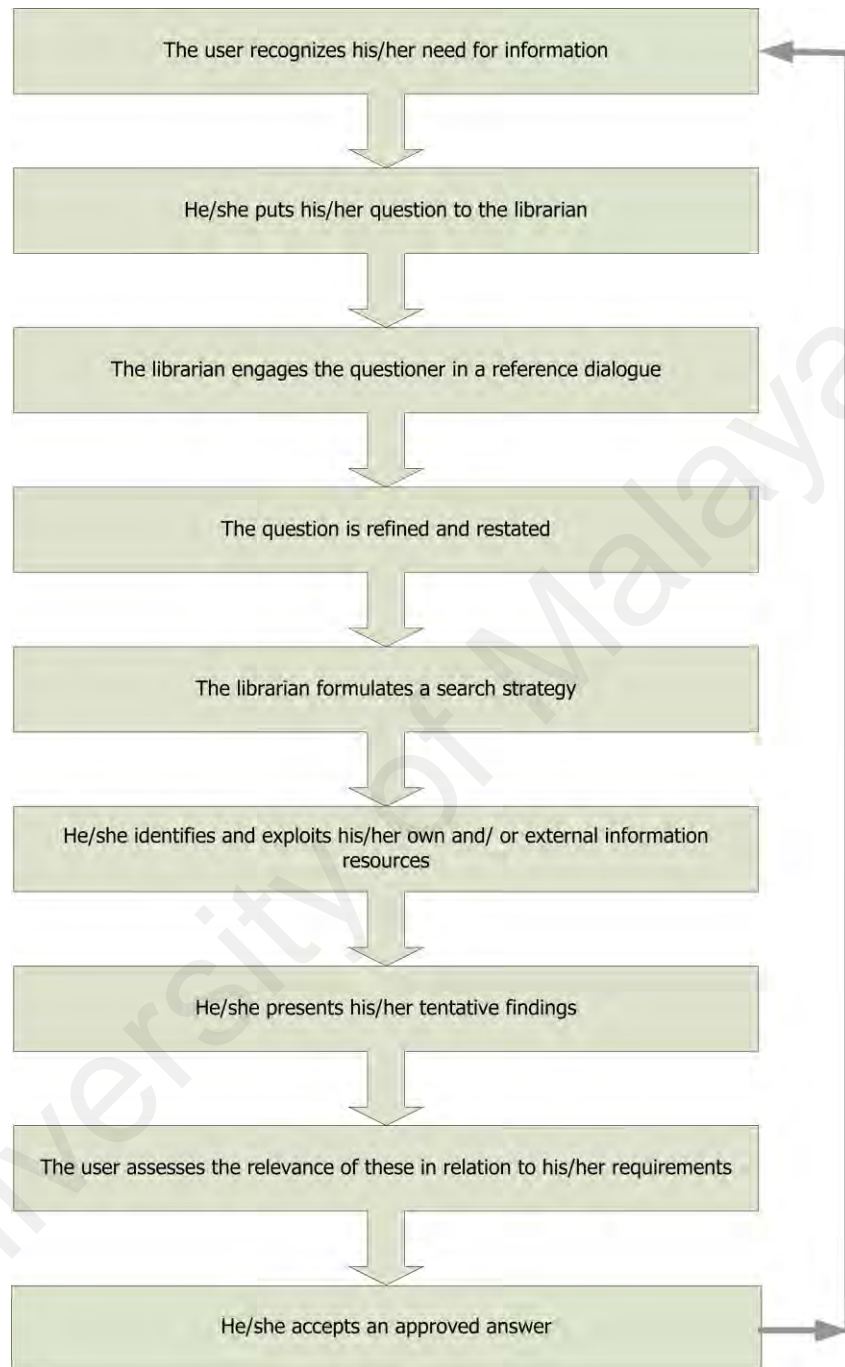 The user recognizes his/her need for information
He/she puts his/her question to the librarian
The librarian engages the questioner in a reference dialogue
The question is refined and restated
The librarian formulates a search strategy
He/she identifies and exploits his/her own and/ or external information
resources
He/she presents his/her tentative findings
The user assesses the relevance of these in relation to his/her requirements
He/she accepts an approved answer
University of Malaya